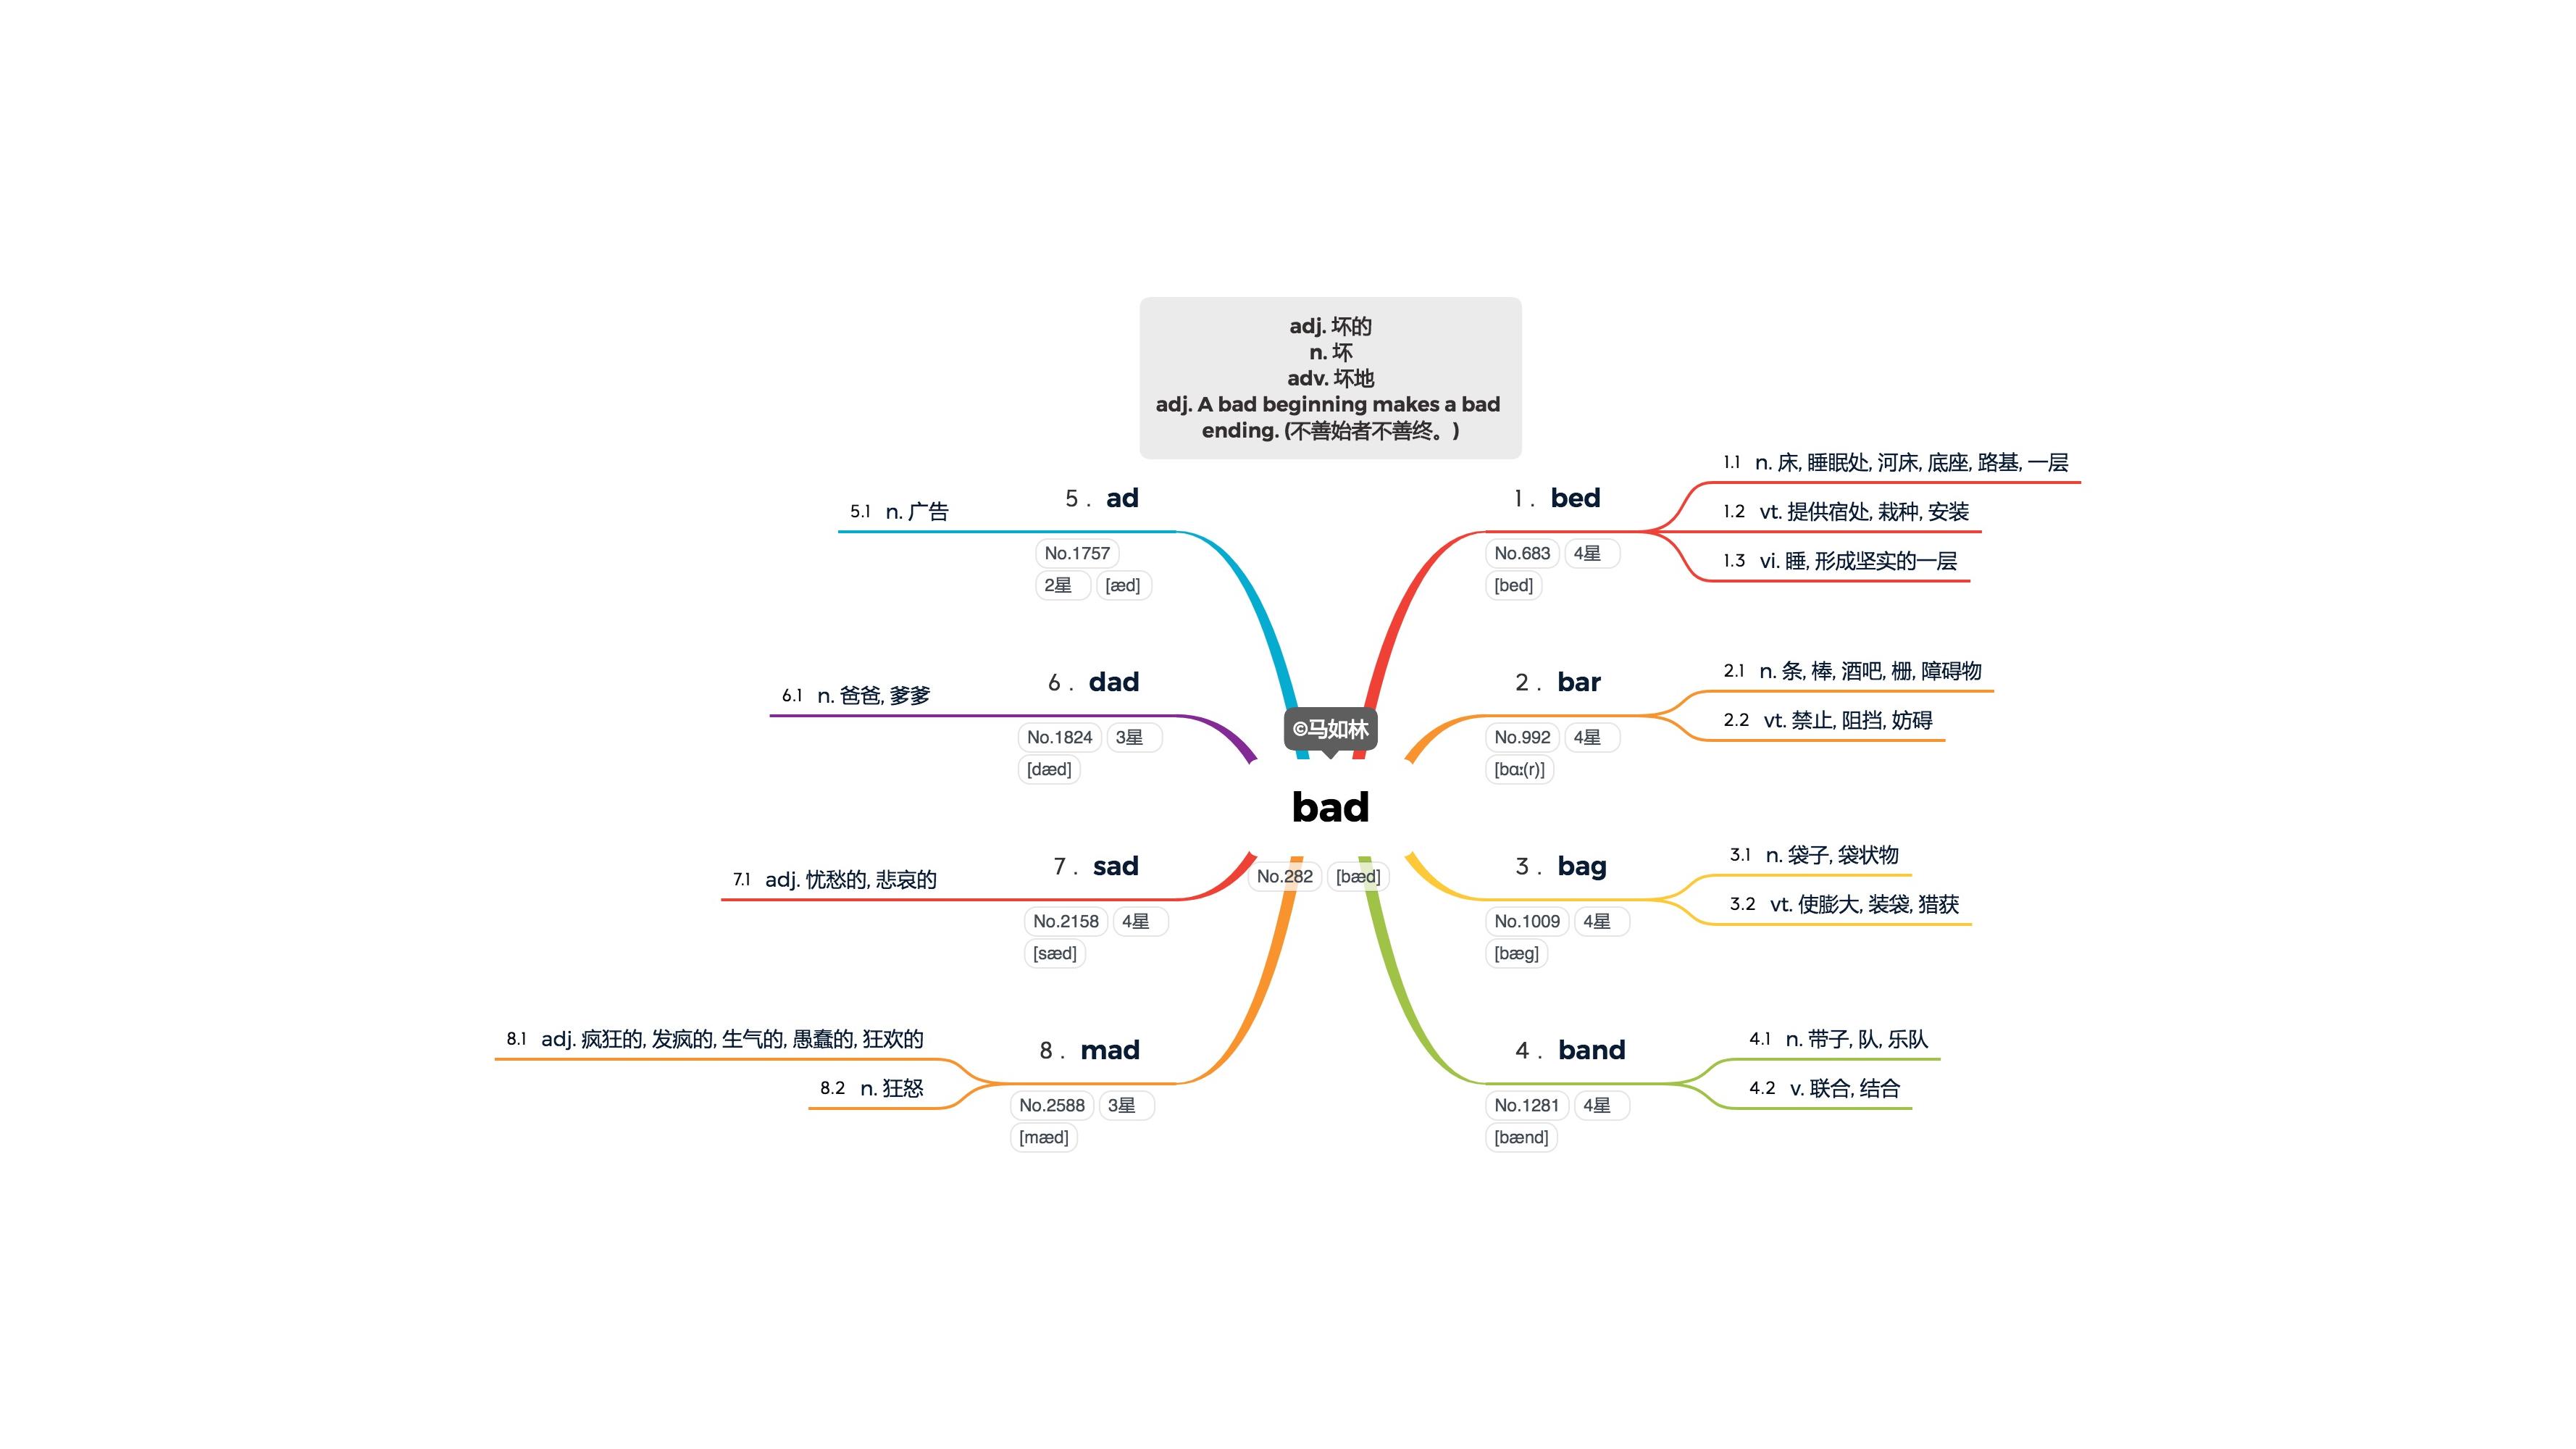 adj. 坏的
n. 坏
adv. 坏地
adj. A bad beginning makes a bad
ending. (不善始者不善终。)
©马如林
bad
No.282 [bæd]
1. bed
No.683 4星
[bed]
1.1 n. 床, 睡眠处, 河床, 底座, 路基, 一层
1.2 vt. 提供宿处, 栽种, 安装
1.3 vi. 睡, 形成坚实的一层
2. bar
No.992 4星
[bɑː(r)]
2.1 n. 条, 棒, 酒吧, 栅, 障碍物
2.2 vt. 禁止, 阻挡, 妨碍
3. bag
No.1009 4星
[bæg]
3.1 n. 袋子, 袋状物
3.2 vt. 使膨大, 装袋, 猎获
4. band
No.1281 4星
[bænd]
4.1 n. 带子, 队, 乐队
4.2 v. 联合, 结合
5. ad
No.1757
2星 [æd]
5.1 n. 广告
6. dad
No.1824 3星
[dæd]
6.1 n. 爸爸, 爹爹
7. sad
No.2158 4星
[sæd]
7.1 adj. 忧愁的, 悲哀的
8. mad
No.2588 3星
[mæd]
8.1 adj. 疯狂的, 发疯的, 生气的, 愚蠢的, 狂欢的
8.2 n. 狂怒